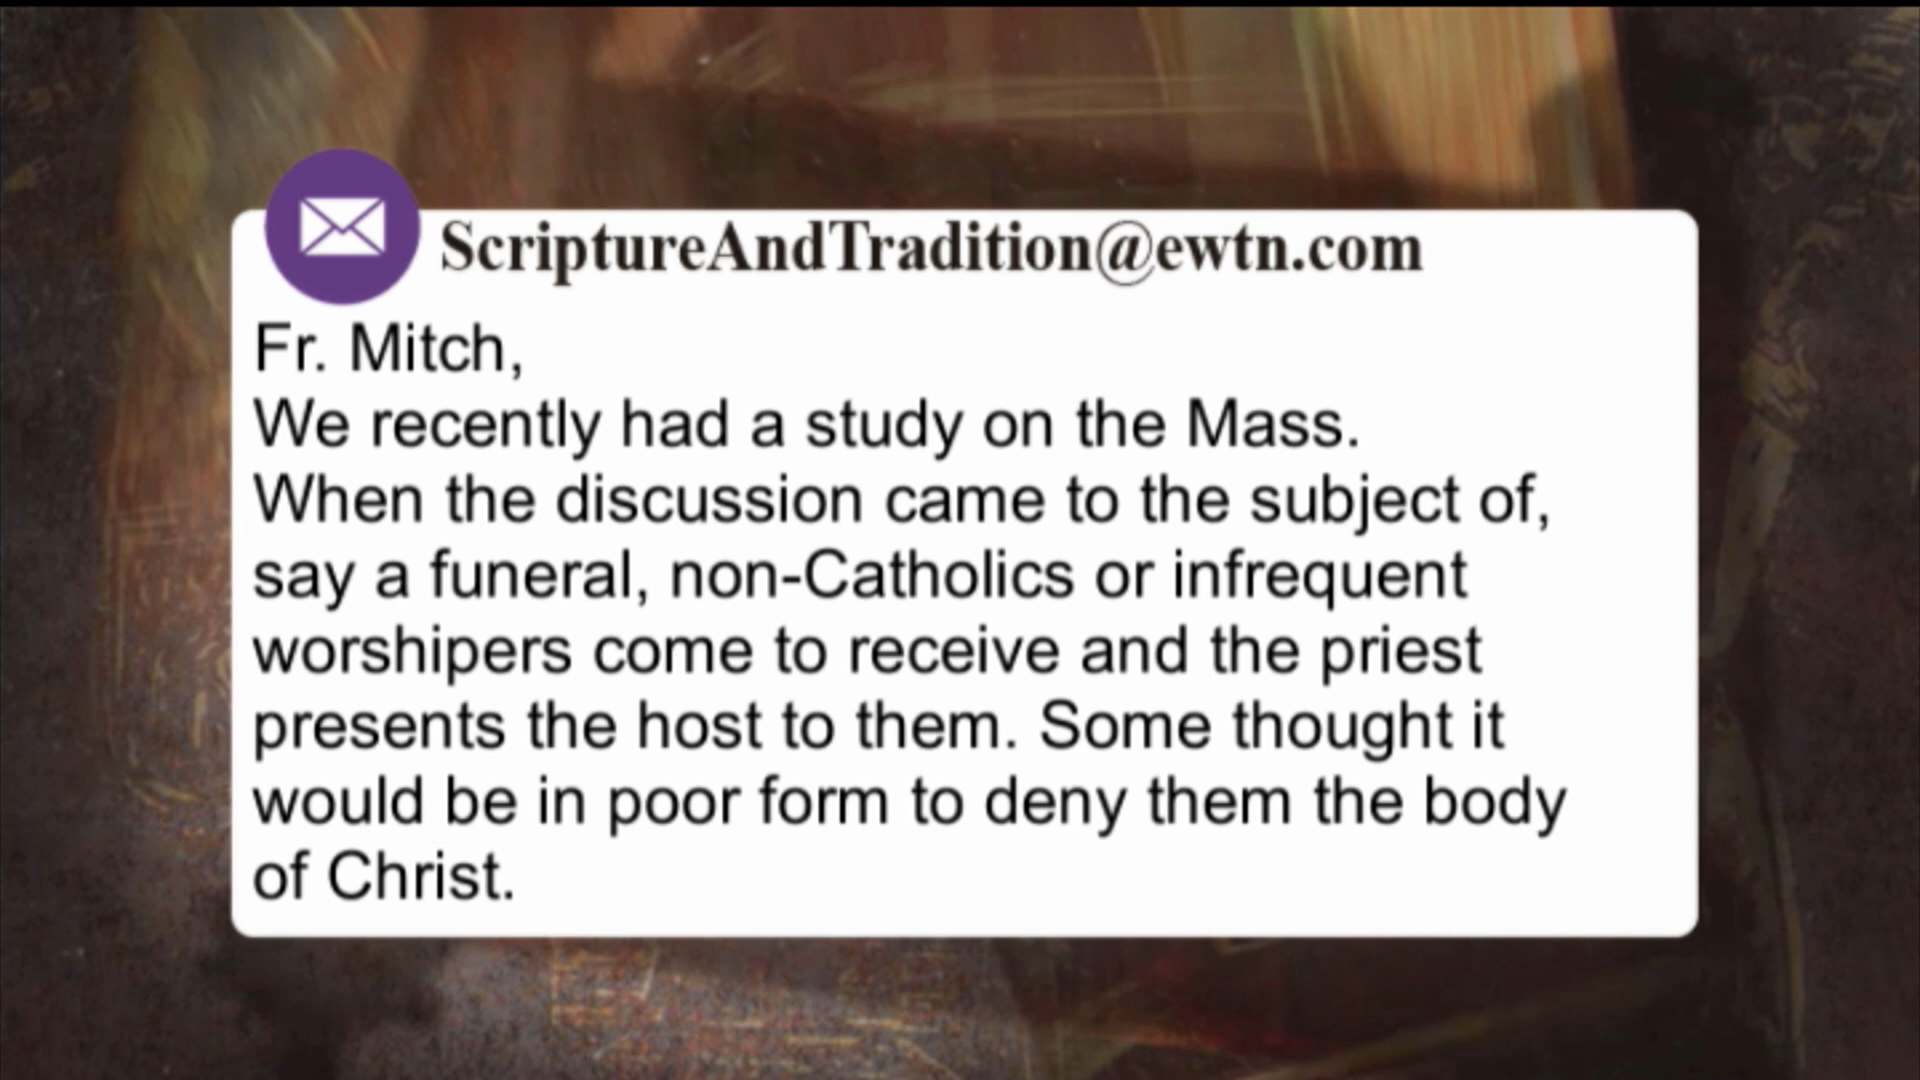 ScriptureAndTradition@ewtn.com
Fr. Mitch,
We recently had a study on the Mass.
When the discussion came to the subject of,
say a funeral, non-Catholics or infrequent
worshipers come to receive and the priest
presents the host to them. Some thought it
would be in poor form to deny them the body
of Christ.